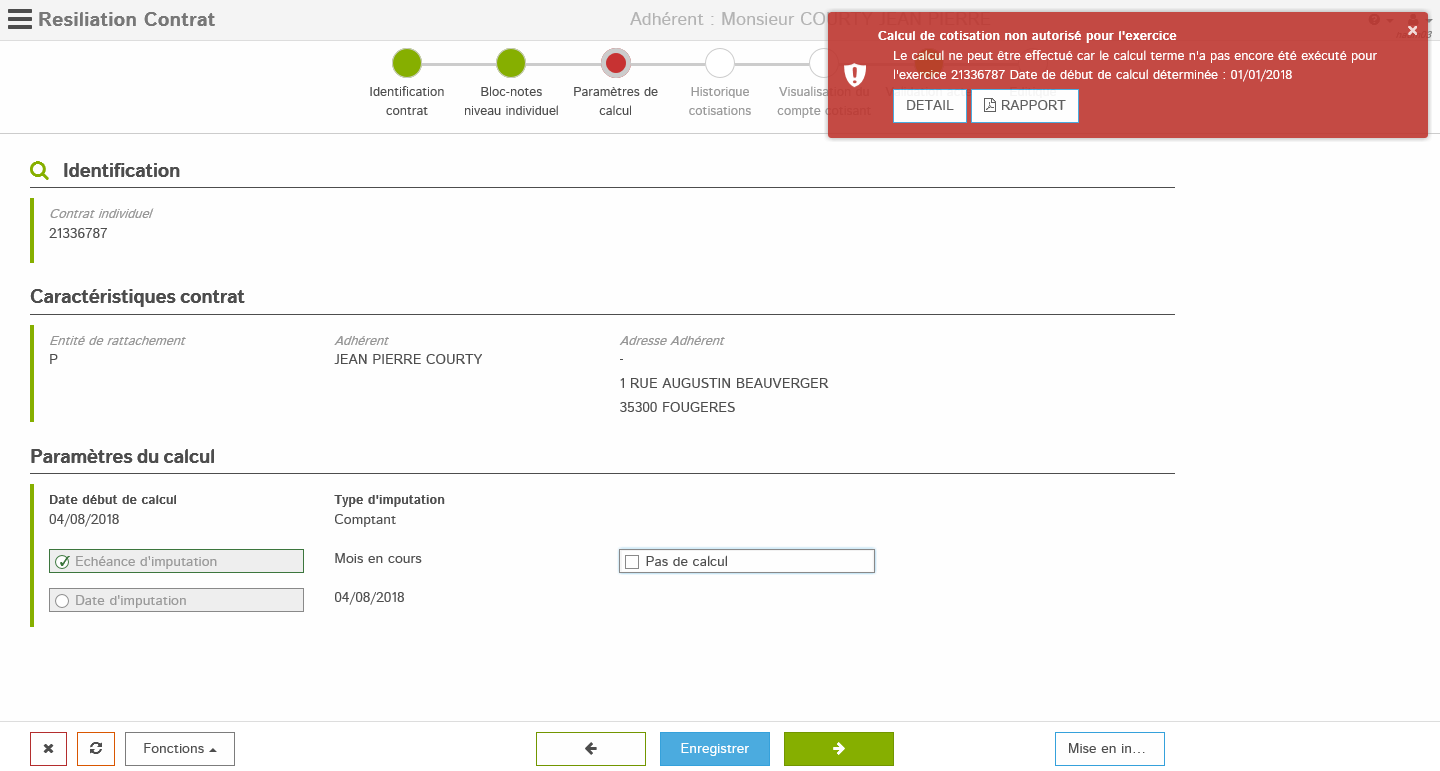 Resiliation Contrat
Adhérent : Monsieur COURTY JEAN PIERRE
Calcul de cotisation non autorisé pour l'exercice
Le calcul ne peut être effectué car le calcul terme n'a pas encore été exécuté pour
l'exercice 21336787 Date de début de calcul déterminée : 01/01/2018
DETAIL
RAPPORT
Identification
contrat
Bloc-notes
niveau individuel
Paramètres de
calcul
Historique
cotisations
Visualisation du
compte cotisant
Identification
Contrat individuel
21336787
Caractéristiques contrat
Entité de rattachement
P
Adhérent
JEAN PIERRE COURTY
Adresse Adhérent
-
1 RUE AUGUSTIN BEAUVERGER
35300 FOUGERES
Paramètres du calcul
Date début de calcul
04/08/2018
Type d'imputation
Comptant
Echéance d'imputation
Mois en cours
Pas de calcul
Date d'imputation
04/08/2018
Fonctions
Enregistrer
Mise en in...